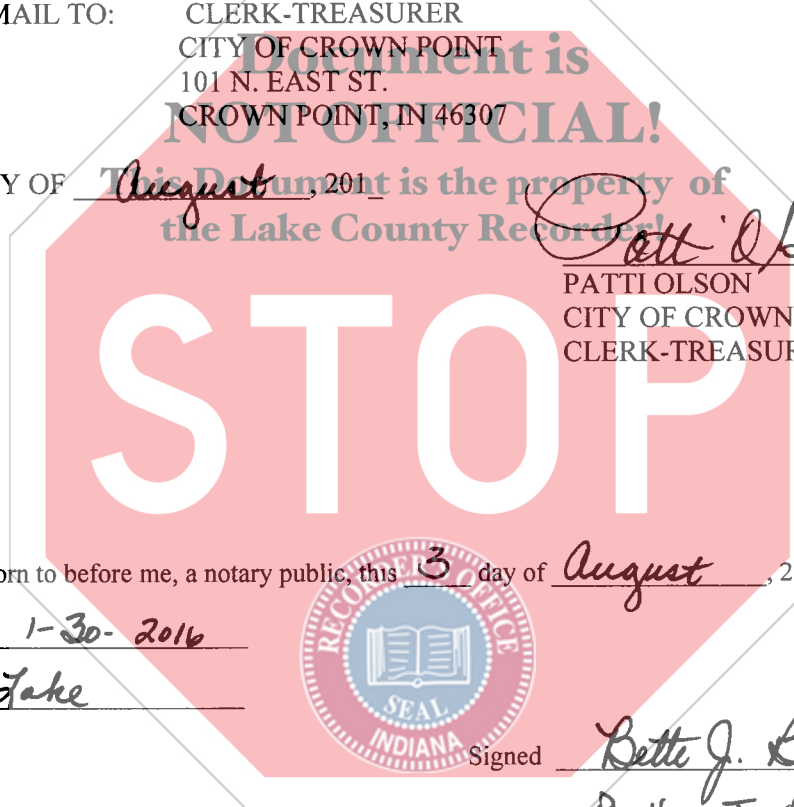 MAIL TO: CLERK-TREASURER
CITY OF CROWN POINT
Document is
101 N. EAST ST.
NOT OFFICIAL!
CROWN POINT, IN 46307
This Document is the property of
Y OF August, 201_
the Lake County Recorder!
PATTI OLSON
CITY OF CROWN
CLERK-TREASUR
STOP
orn to before me, a notary public, this 3 day of August, 2
1-30-2016
Lake
RECORDER'S OFFICE
SEAL
INDIANA
Signed Bette J.